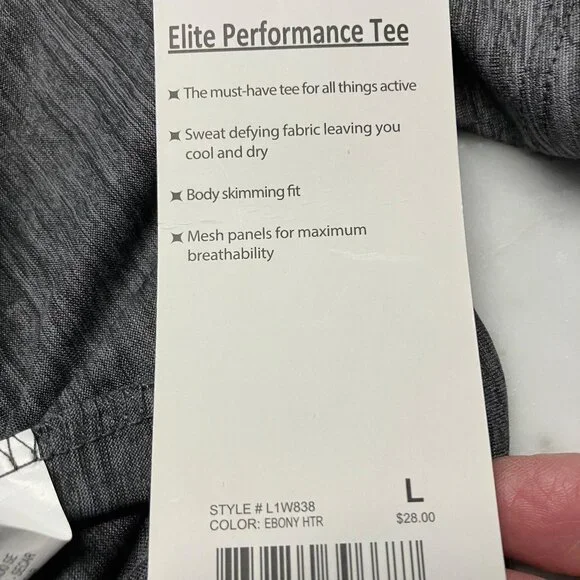 Elite Performance Tee
The must-have tee for all things active
Sweat defying fabric leaving you
cool and dry
Body skimming fit
Mesh panels for maximum
breathability
L
STYLE # L1W838
COLOR: EBONY HTR
$28.00